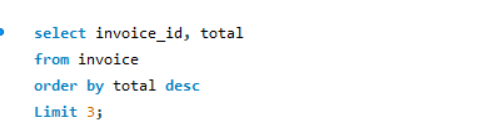 select invoice_id, total
from invoice
order by total desc
Limit 3;